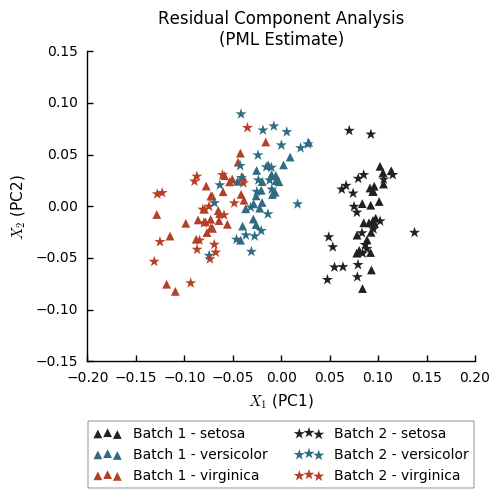 Residual Component Analysis
(PML Estimate)
0.15
0.10
0.05
0.00
−0.05
−0.10
−0.15
X₂ (PC2)
−0.20 −0.15 −0.10 −0.05 0.00 0.05 0.10 0.15 0.20
X₁ (PC1)
Batch 1 - setosa Batch 2 - setosa
Batch 1 - versicolor Batch 2 - versicolor
Batch 1 - virginica Batch 2 - virginica